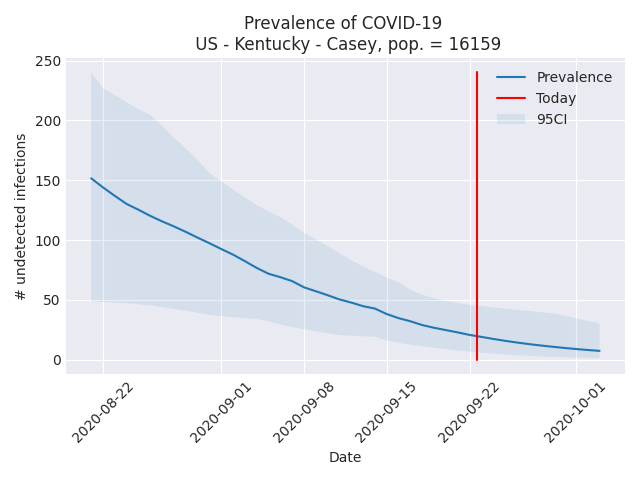 Prevalence of COVID-19
US - Kentucky - Casey, pop. = 16159
# undetected infections
250
200
150
100
50
0
Prevalence
Today
95CI
2020-08-22
2020-09-01
2020-09-08
2020-09-15
2020-09-22
2020-10-01
Date